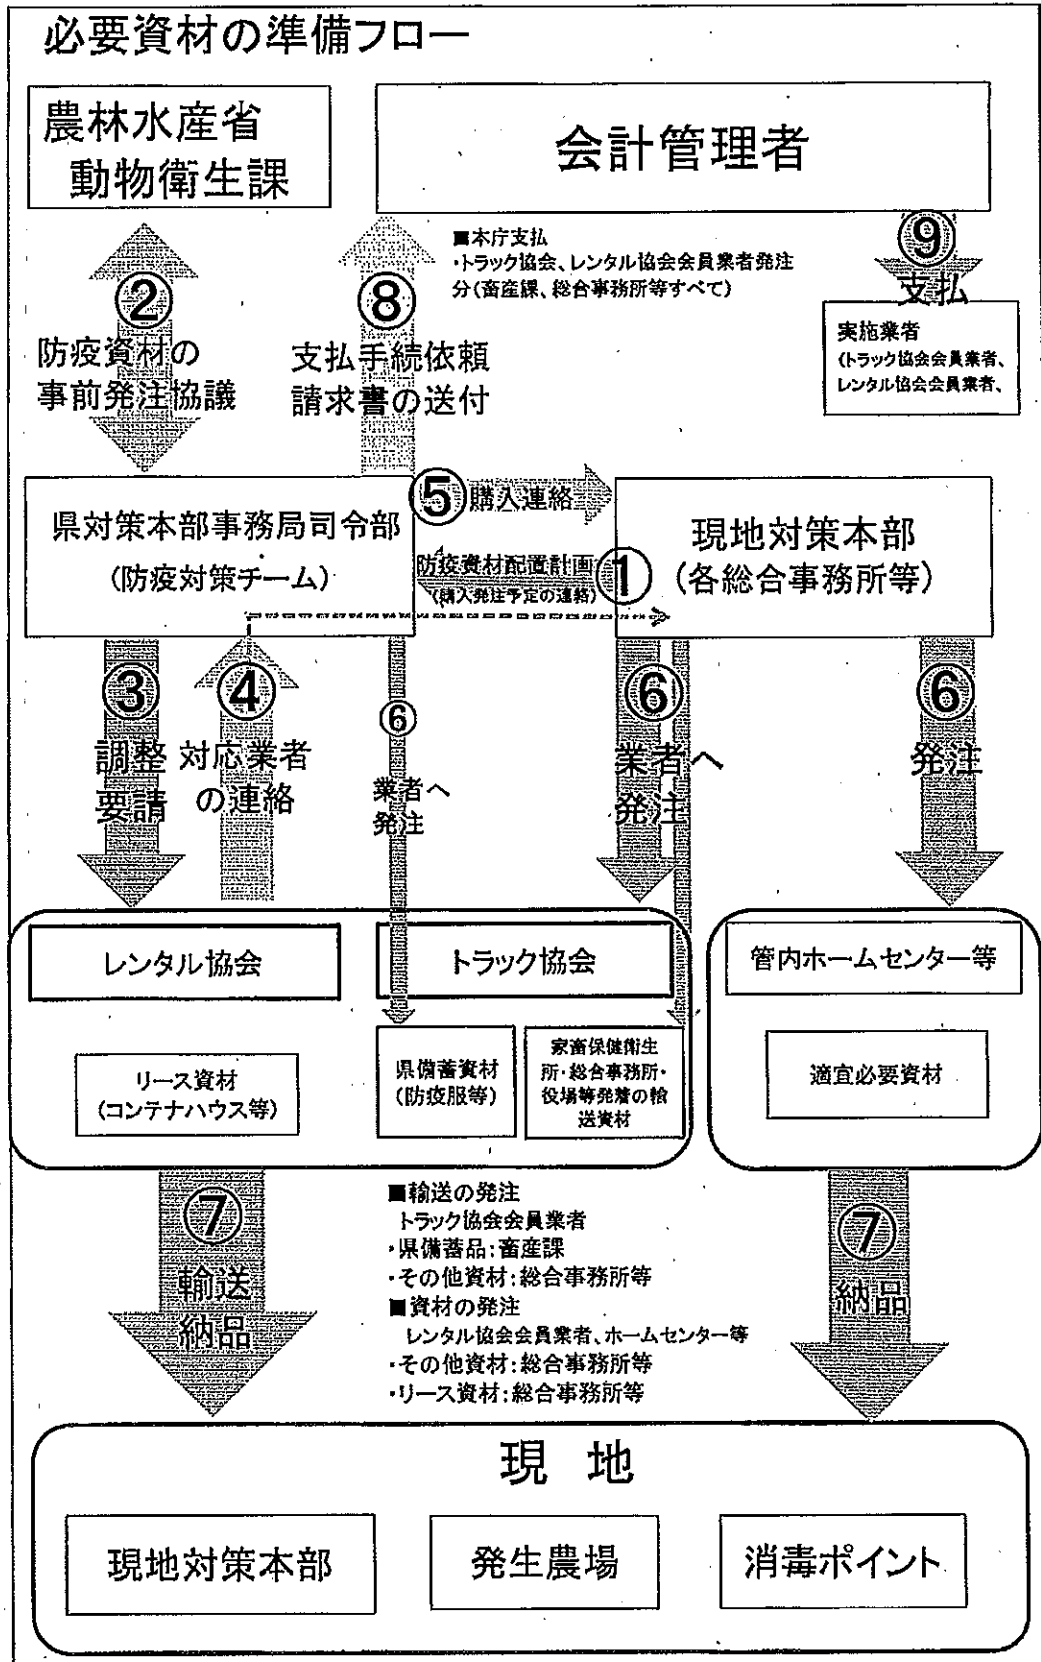 必要資材の準備フロー
農林水産省
動物衛生課
会計管理者
■本庁支払
・トラック協会、レンタル協会会員業者発注
分(畜産課、総合事務所等すべて)
⑨
支払
実施業者
(トラック協会会員業者、
レンタル協会会員業者、
②
防疫資材の
事前発注協議
⑧
支払手続依頼
請求書の送付
県対策本部事務局司令部
(防疫対策チーム)
⑤購入連絡
防疫資材配置計画①
(購入発注予定の連絡)
現地対策本部
(各総合事務所等)
③
調整
要請
④
対応業者
の連絡
⑥
業者へ
発注
⑥
業者へ
発注
⑥
発注
レンタル協会
トラック協会
管内ホームセンター等
リース資材
(コンテナハウス等)
県備蓄資材
(防疫服等)
家畜保健衛生
所・総合事務所・
役場等発着の輸
送資材
適宜必要資材
⑦
輸送
納品
■輸送の発注
トラック協会会員業者
・県備蓄品:畜産課
・その他資材:総合事務所等
■資材の発注
レンタル協会会員業者、ホームセンター等
・その他資材:総合事務所等
・リース資材:総合事務所等
⑦
納品
現 地
現地対策本部
発生農場
消毒ポイント